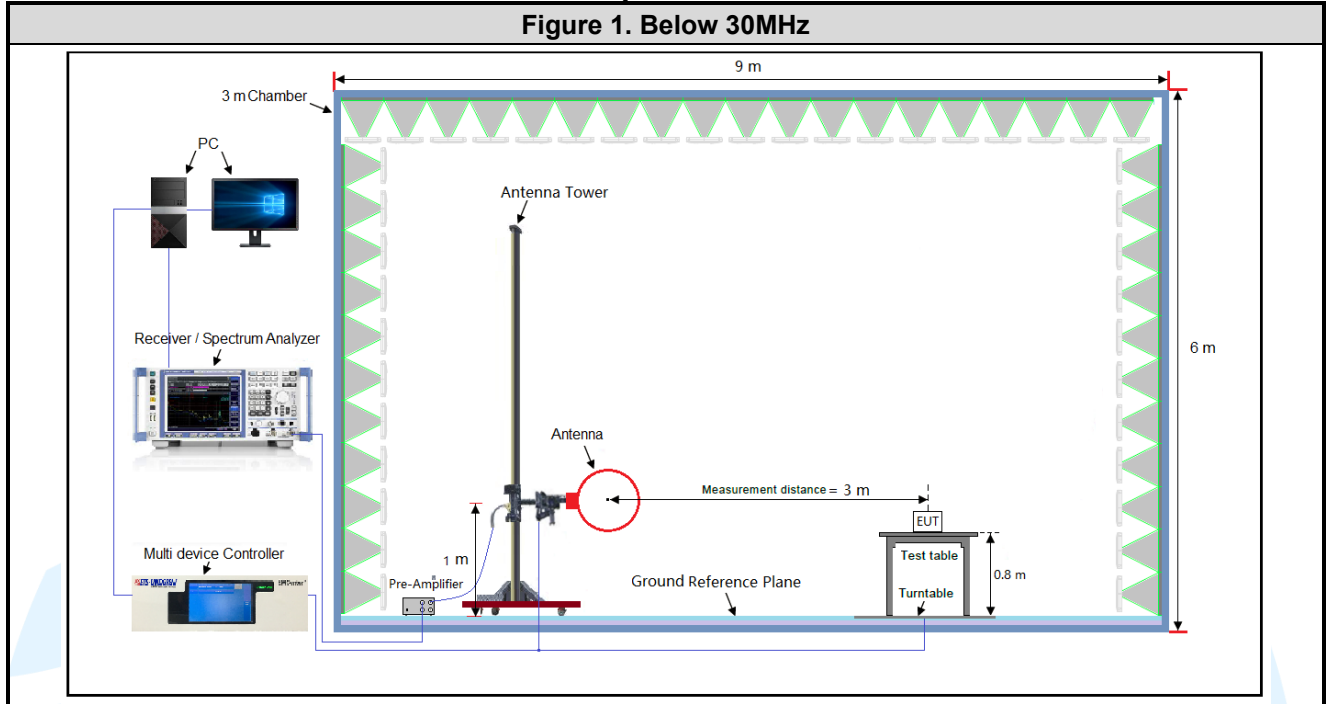 Figure 1. Below 30MHz
9 m
3 m Chamber
PC
Antenna Tower
Receiver / Spectrum Analyzer
6 m
Antenna
Measurement distance = 3 m
EUT
Multi device Controller
1 m
Test table
0.8 m
Pre-Amplifier
Ground Reference Plane
Turntable